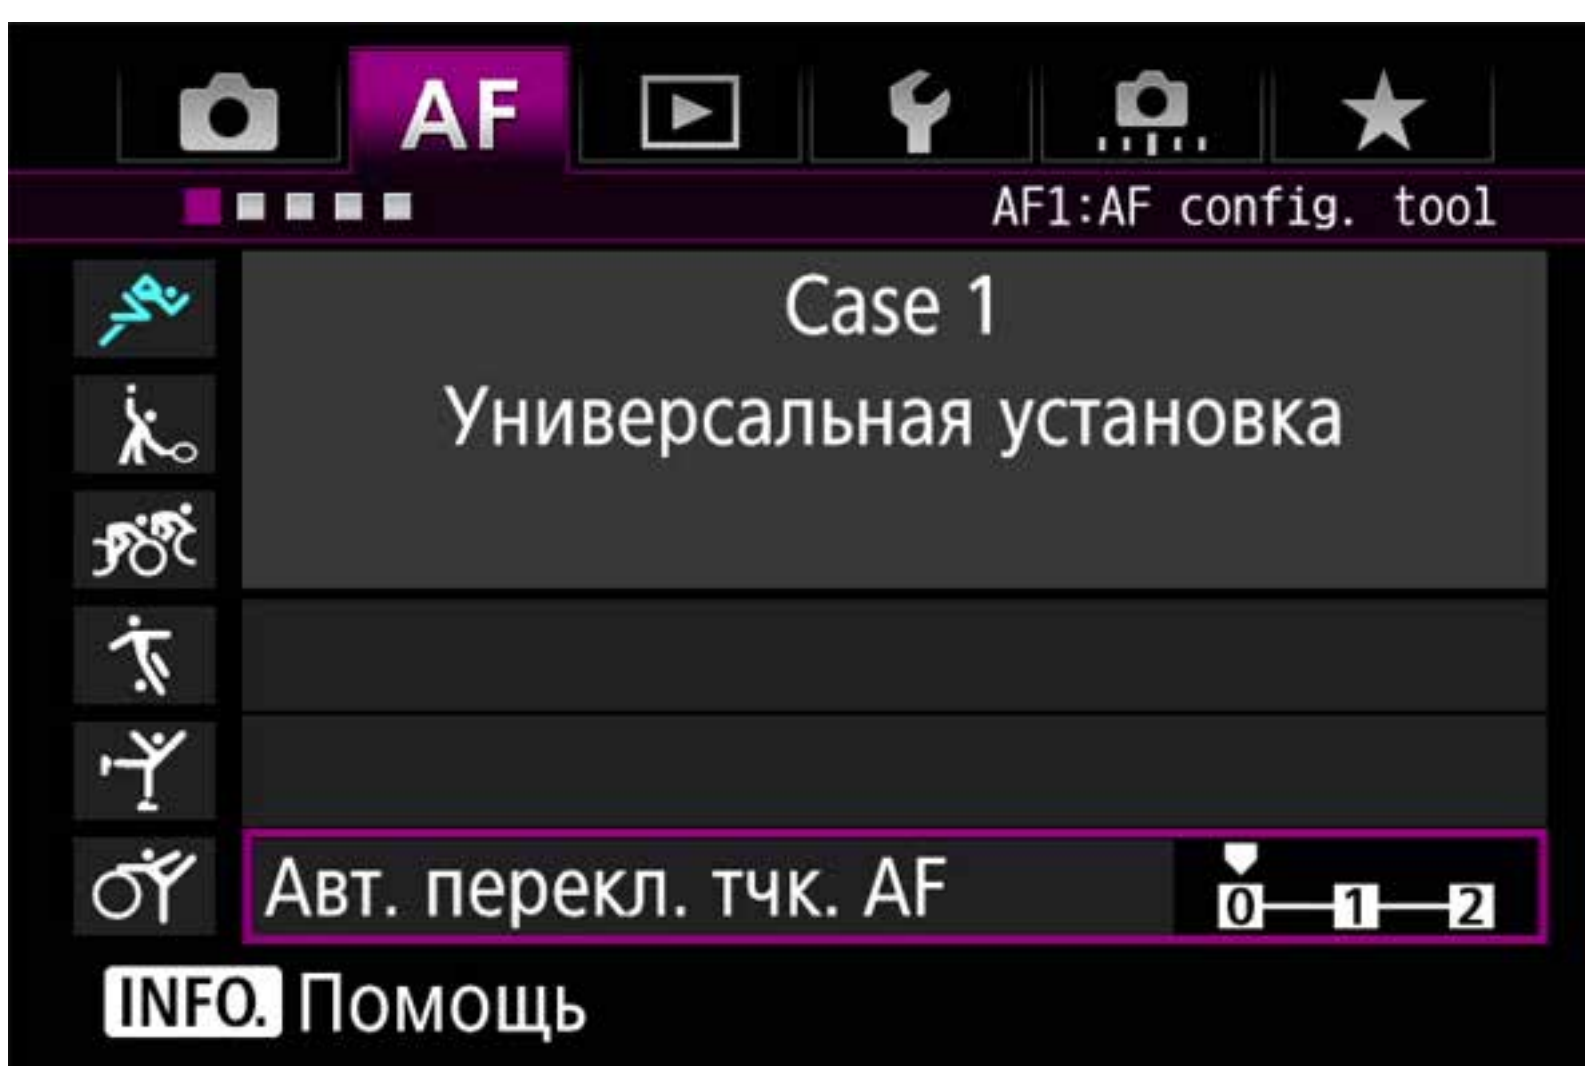 AF
AF1:AF config. tool
Case 1
Универсальная установка
Авт. перекл. тчк. AF
0 1 2
INFO. Помощь